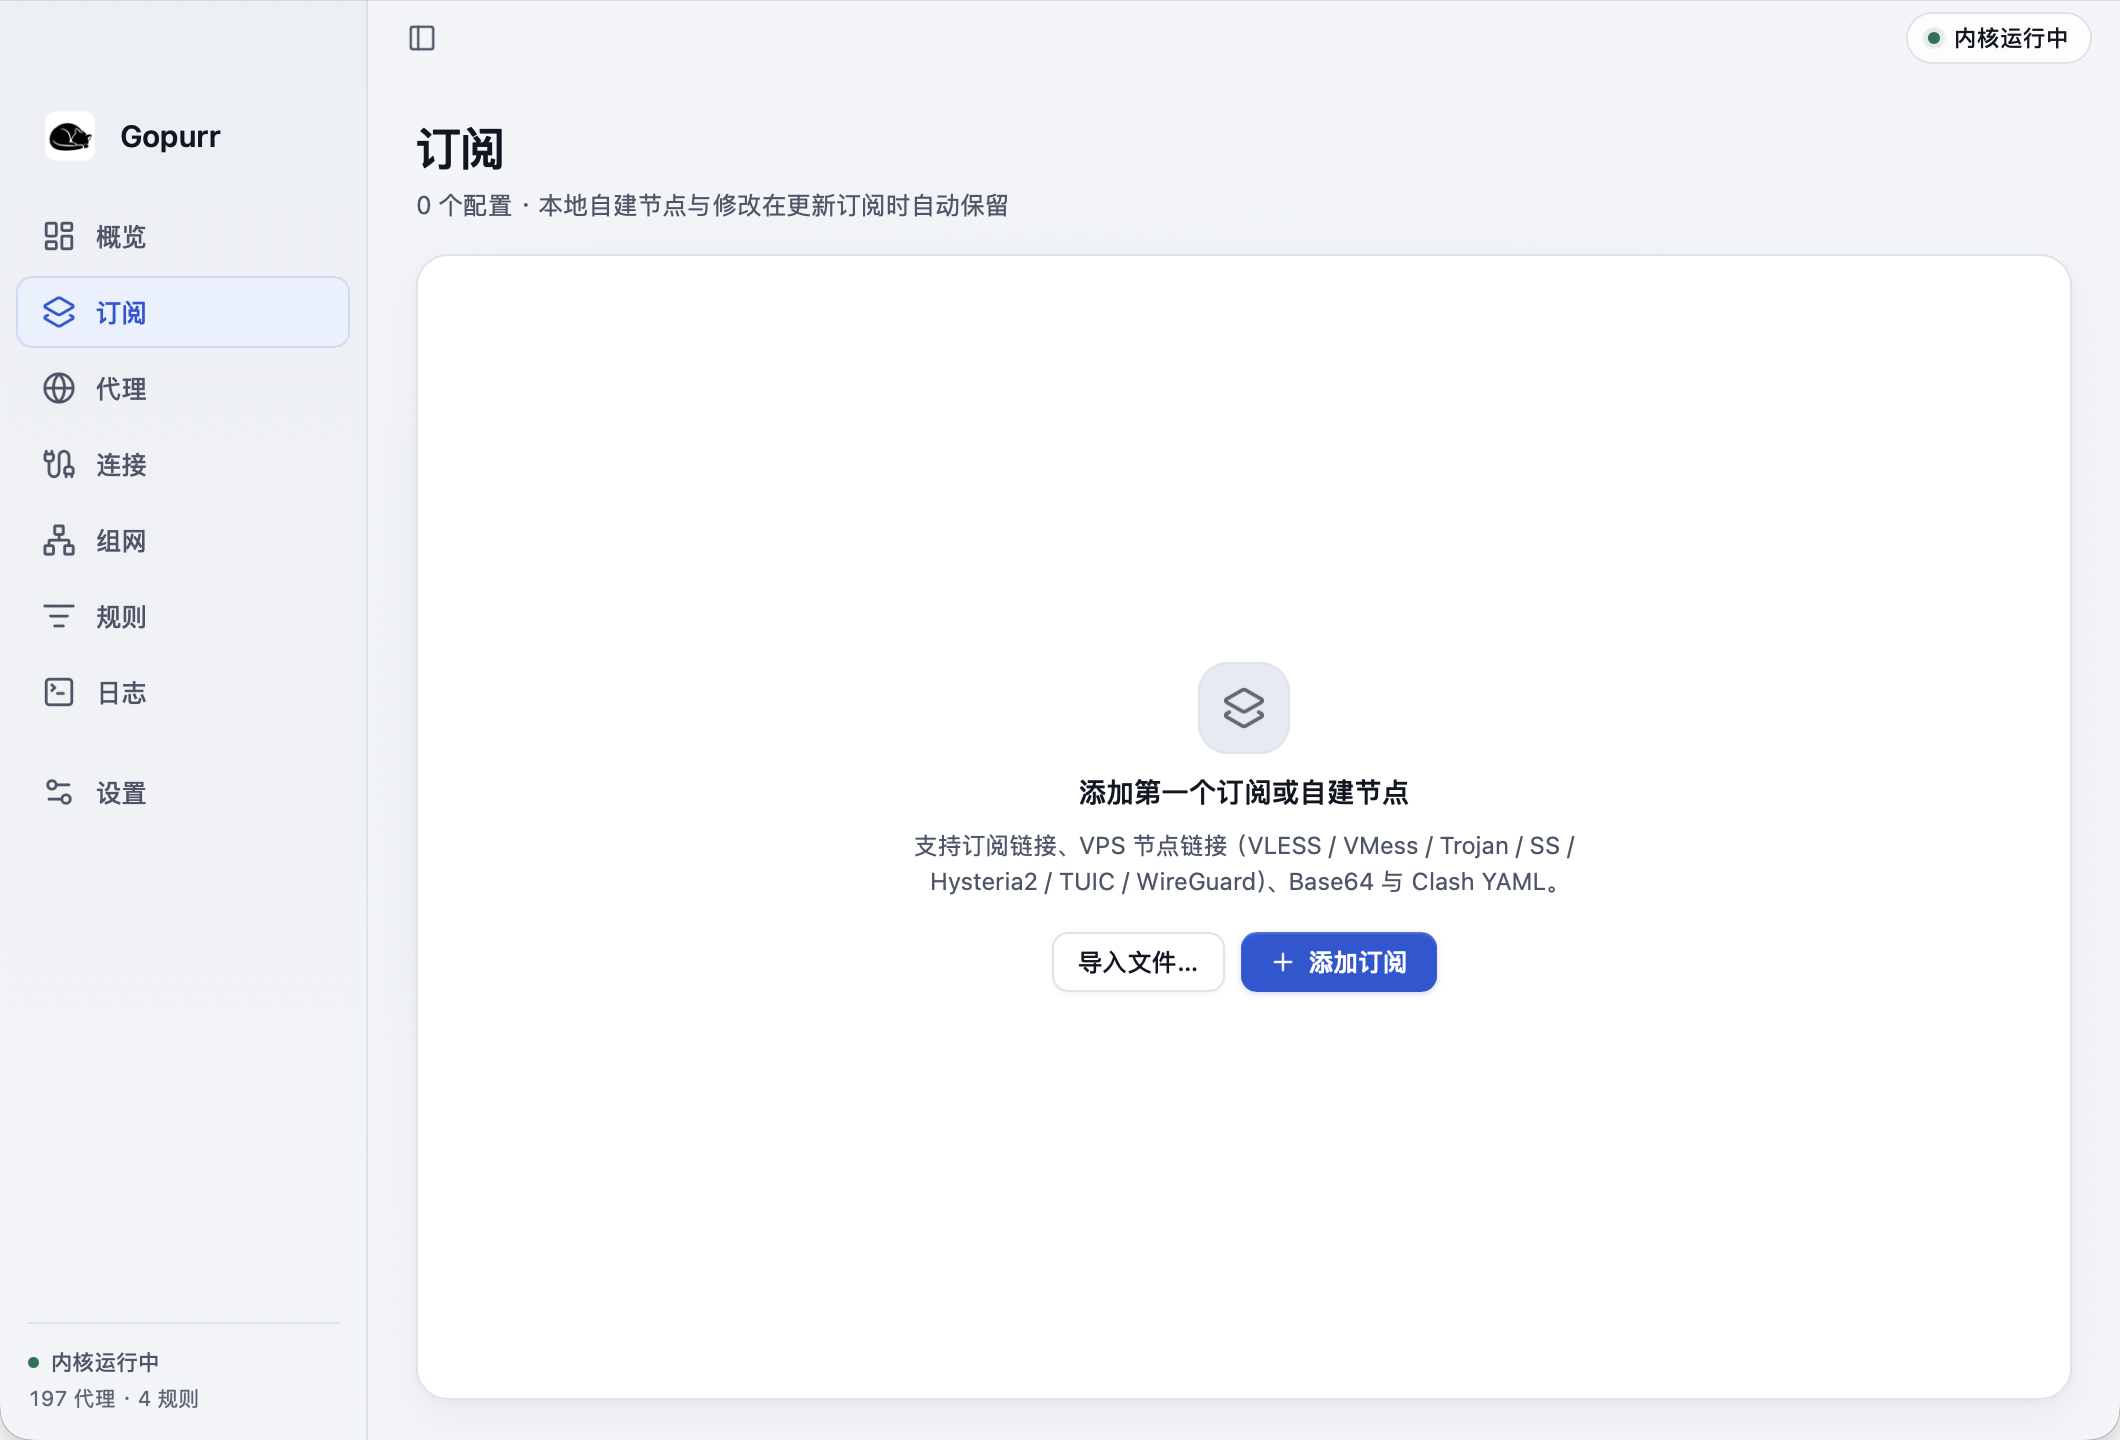 内核运行中
Gopurr
概览
订阅
代理
连接
组网
规则
日志
设置
内核运行中
197 代理 · 4 规则
订阅
0 个配置 · 本地自建节点与修改在更新订阅时自动保留
添加第一个订阅或自建节点
支持订阅链接、VPS 节点链接（VLESS / VMess / Trojan / SS /
Hysteria2 / TUIC / WireGuard）、Base64 与 Clash YAML。
导入文件...
添加订阅